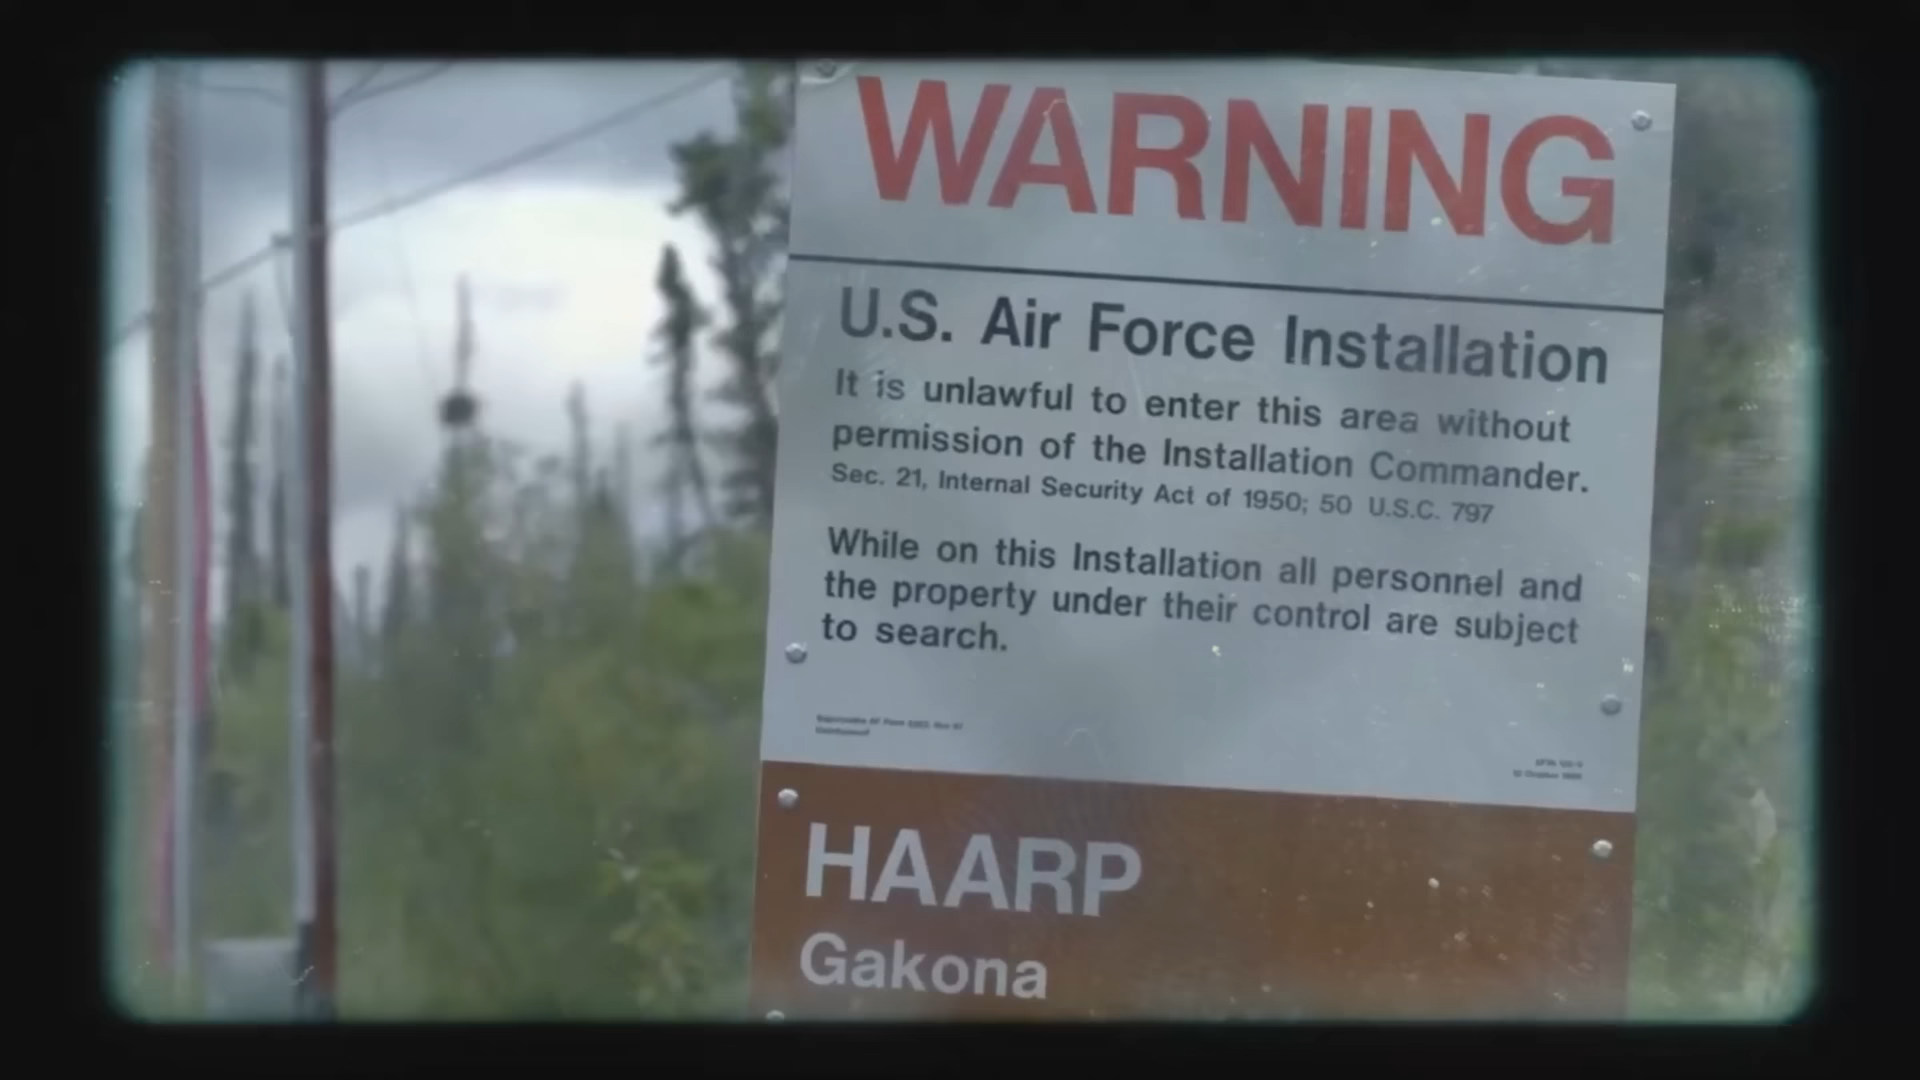 WARNING
U.S. Air Force Installation
It is unlawful to enter this area without
permission of the Installation Commander.
Sec. 21, Internal Security Act of 1950; 50 U.S.C. 797
While on this Installation all personnel and
the property under their control are subject
to search.
HAARP
Gakona